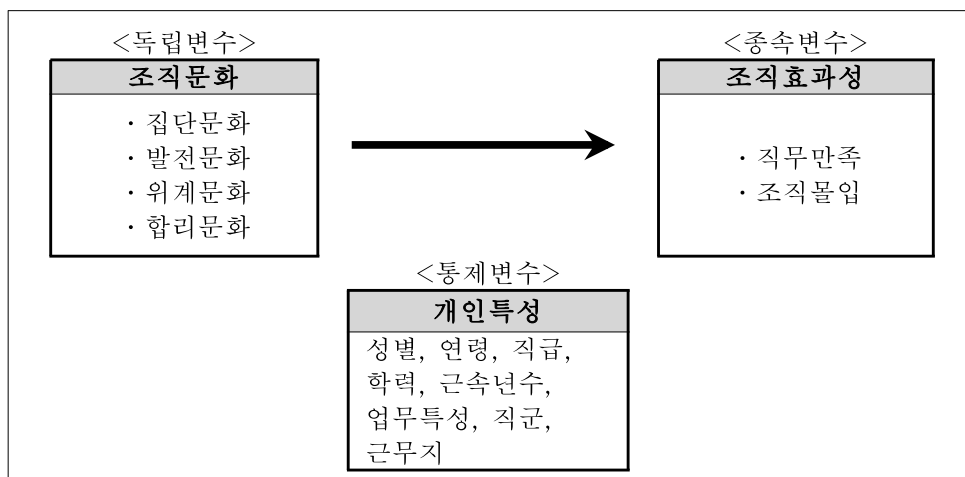 <독립변수>
조직문화
· 집단문화
· 발전문화
· 위계문화
· 합리문화
<종속변수>
조직효과성
· 직무만족
· 조직몰입
<통제변수>
개인특성
성별, 연령, 직급,
학력, 근속년수,
업무특성, 직군,
근무지